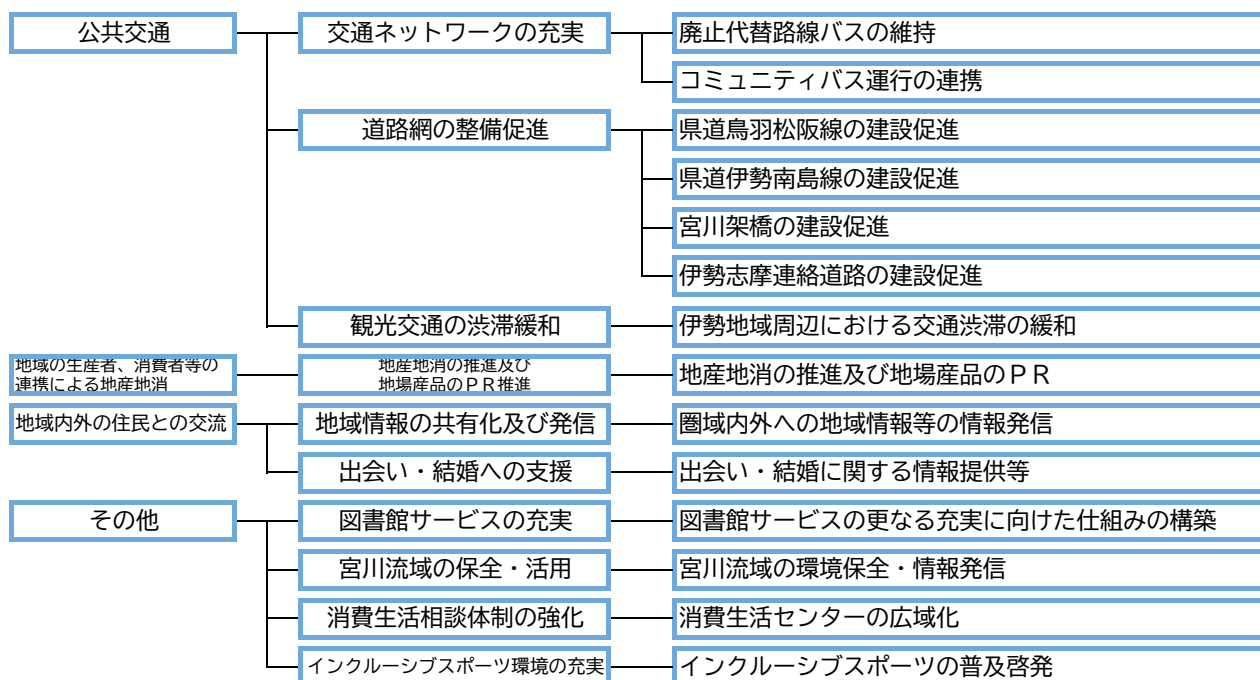 公共交通
交通ネットワークの充実
廃止代替路線バスの維持
コミュニティバス運行の連携
道路網の整備促進
県道鳥羽松阪線の建設促進
県道伊勢南島線の建設促進
宮川架橋の建設促進
伊勢志摩連絡道路の建設促進
観光交通の渋滞緩和
伊勢地域周辺における交通渋滞の緩和
地域の生産者、消費者等の
連携による地産地消
地産地消の推進及び
地場産品のＰＲ推進
地産地消の推進及び地場産品のＰＲ
地域内外の住民との交流
地域情報の共有化及び発信
圏域内外への地域情報等の情報発信
出会い・結婚への支援
出会い・結婚に関する情報提供等
その他
図書館サービスの充実
図書館サービスの更なる充実に向けた仕組みの構築
宮川流域の保全・活用
宮川流域の環境保全・情報発信
消費生活相談体制の強化
消費生活センターの広域化
インクルーシブスポーツ環境の充実
インクルーシブスポーツの普及啓発